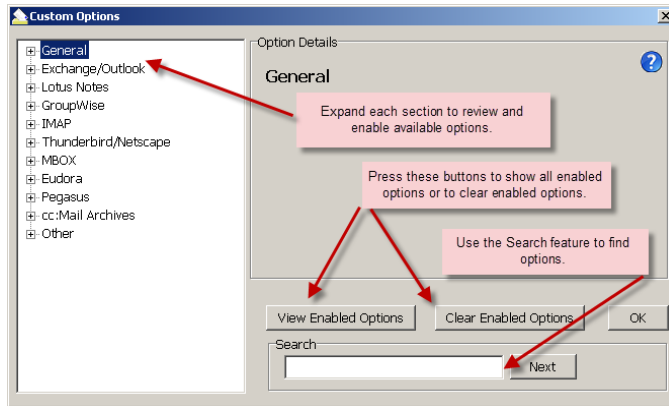 Custom Options
General
Exchange/Outlook
Lotus Notes
GroupWise
IMAP
Thunderbird/Netscape
MBOX
Eudora
Pegasus
cc:Mail Archives
Other
Option Details
General
Expand each section to review and
enable available options.
Press these buttons to show all enabled
options or to clear enabled options.
Use the Search feature to find
options.
View Enabled Options
Clear Enabled Options
OK
Search
Next